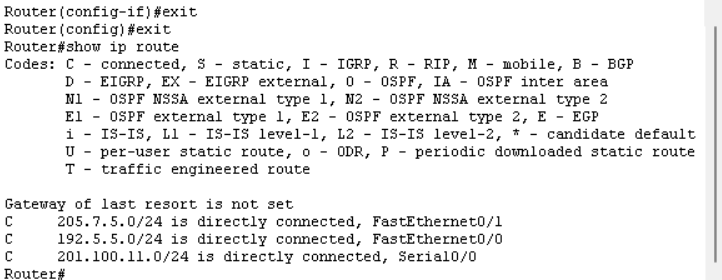 Router(config-if)#exit
Router(config)#exit
Router#show ip route
Codes: C - connected, S - static, I - IGRP, R - RIP, M - mobile, B - BGP
       D - EIGRP, EX - EIGRP external, O - OSPF, IA - OSPF inter area
       N1 - OSPF NSSA external type 1, N2 - OSPF NSSA external type 2
       E1 - OSPF external type 1, E2 - OSPF external type 2, E - EGP
       i - IS-IS, L1 - IS-IS level-1, L2 - IS-IS level-2, * - candidate default
       U - per-user static route, o - ODR, P - periodic downloaded static route
       T - traffic engineered route

Gateway of last resort is not set
C     205.7.5.0/24 is directly connected, FastEthernet0/1
C     192.5.5.0/24 is directly connected, FastEthernet0/0
C     201.100.11.0/24 is directly connected, Serial0/0
Router#